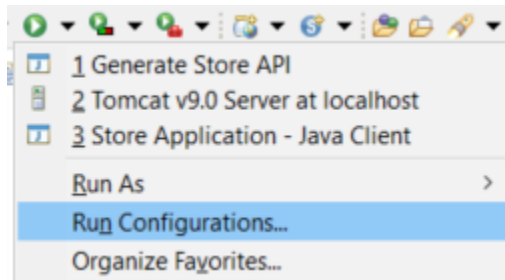 1 Generate Store API
2 Tomcat v9.0 Server at localhost
3 Store Application - Java Client
Run As
Run Configurations...
Organize Favorites...